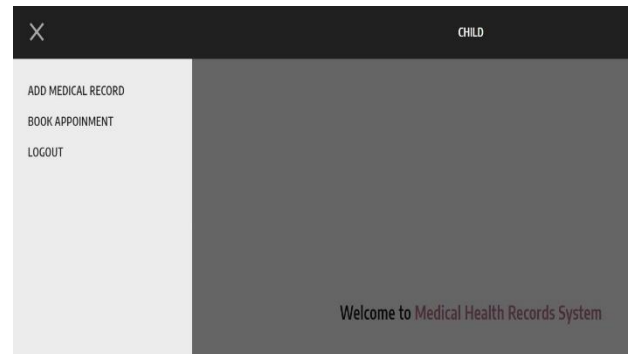 CHILD
ADD MEDICAL RECORD
BOOK APPOINMENT
LOGOUT
Welcome to Medical Health Records System